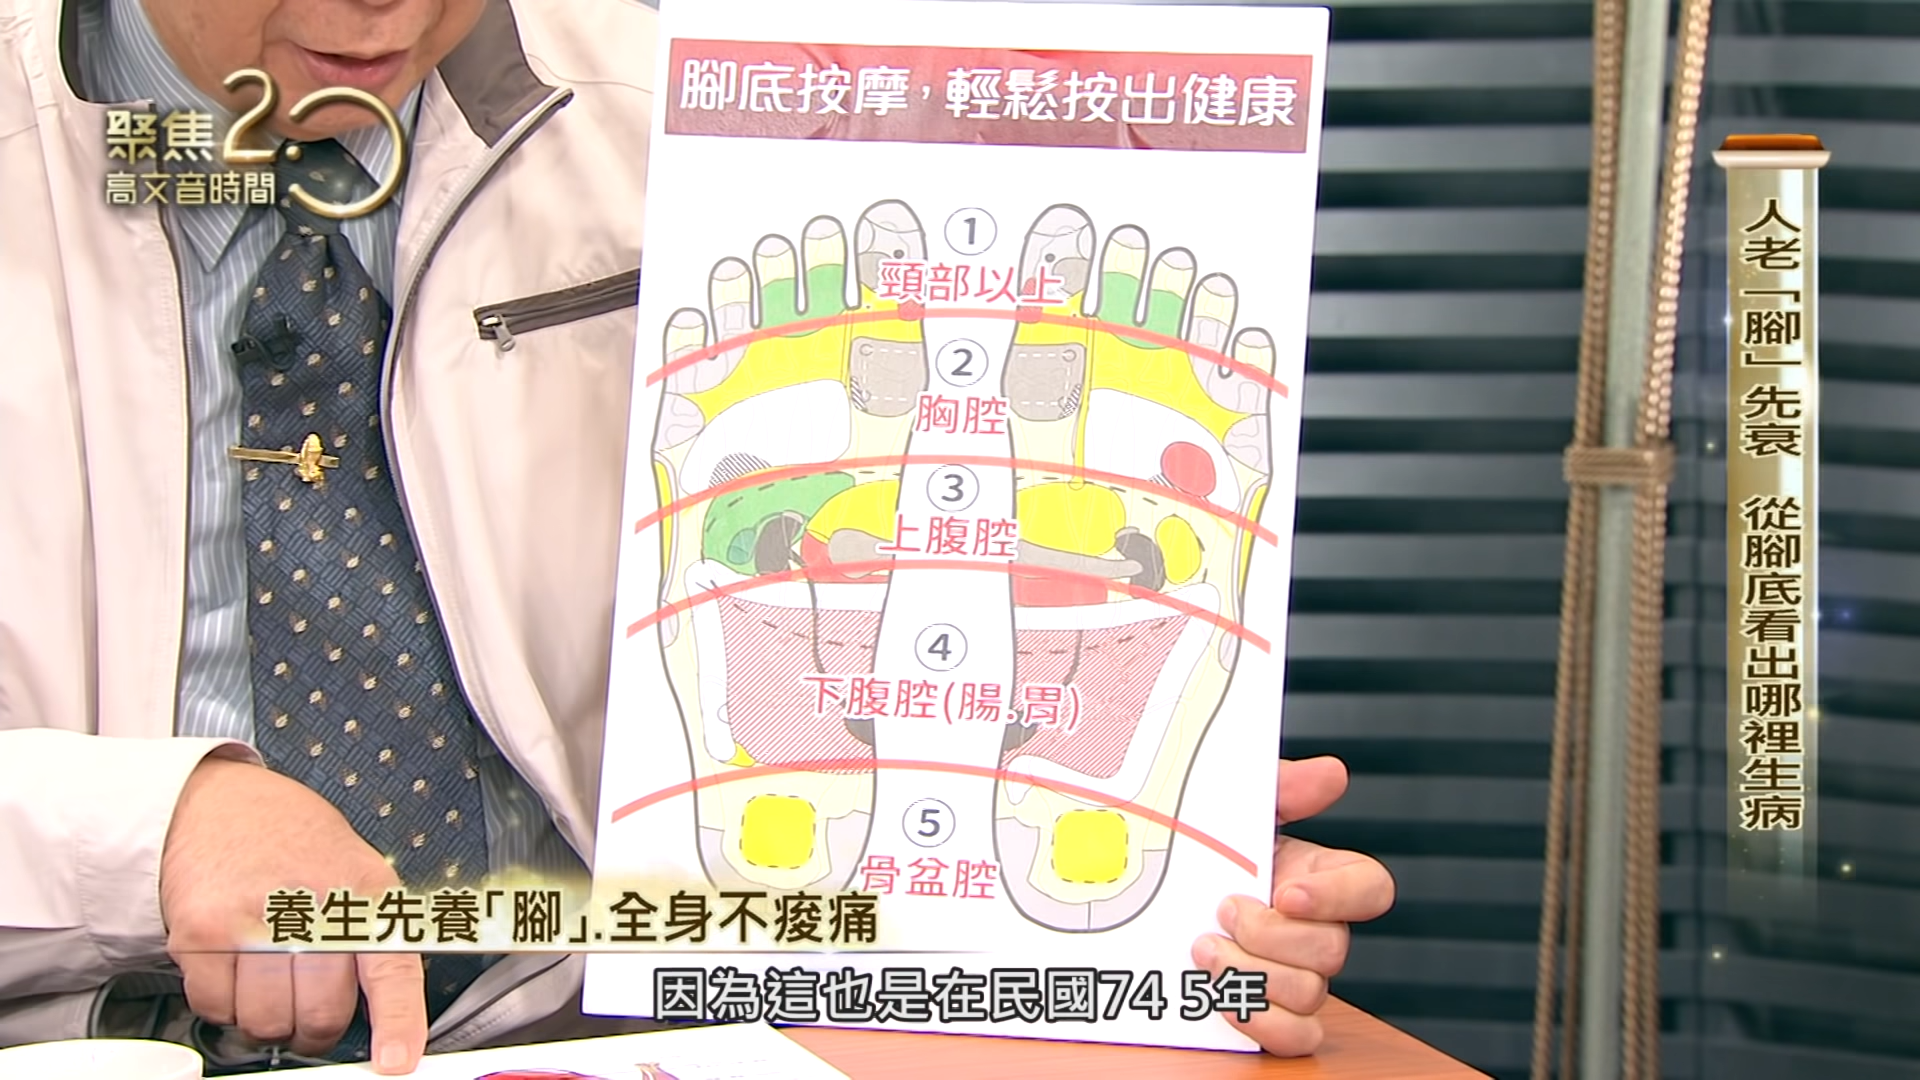 聚焦2.0
高文音時間
腳底按摩，輕鬆按出健康
①
頸部以上
②
胸腔
③
上腹腔
④
下腹腔(腸.胃)
⑤
骨盆腔
人老「腳」先衰 從腳底看出哪裡生病
養生先養「腳」.全身不痠痛
因為這也是在民國74 5年